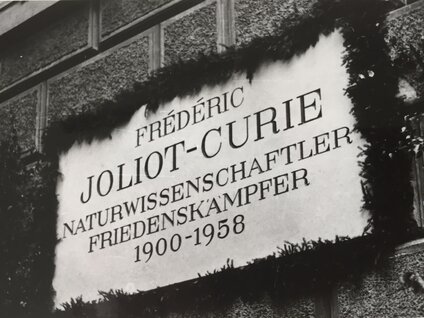 FRÉDÉRIC
JOLIOT-CURIE
NATURWISSENSCHAFTLER
FRIEDENSKÄMPFER
1900-1958